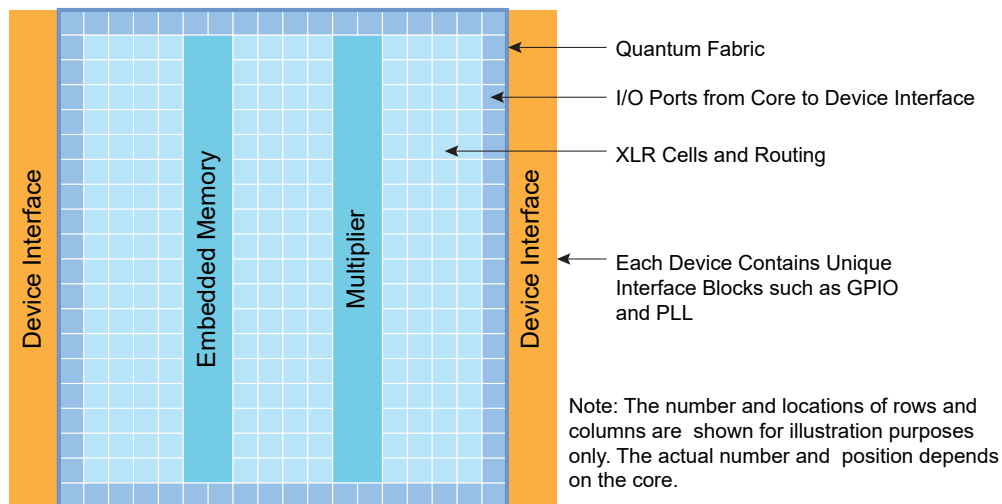 Device Interface
Embedded Memory
Multiplier
Device Interface
Quantum Fabric
I/O Ports from Core to Device Interface
XLR Cells and Routing
Each Device Contains Unique
Interface Blocks such as GPIO
and PLL
Note: The number and locations of rows and
columns are  shown for illustration purposes
only. The actual number and  position depends
on the core.